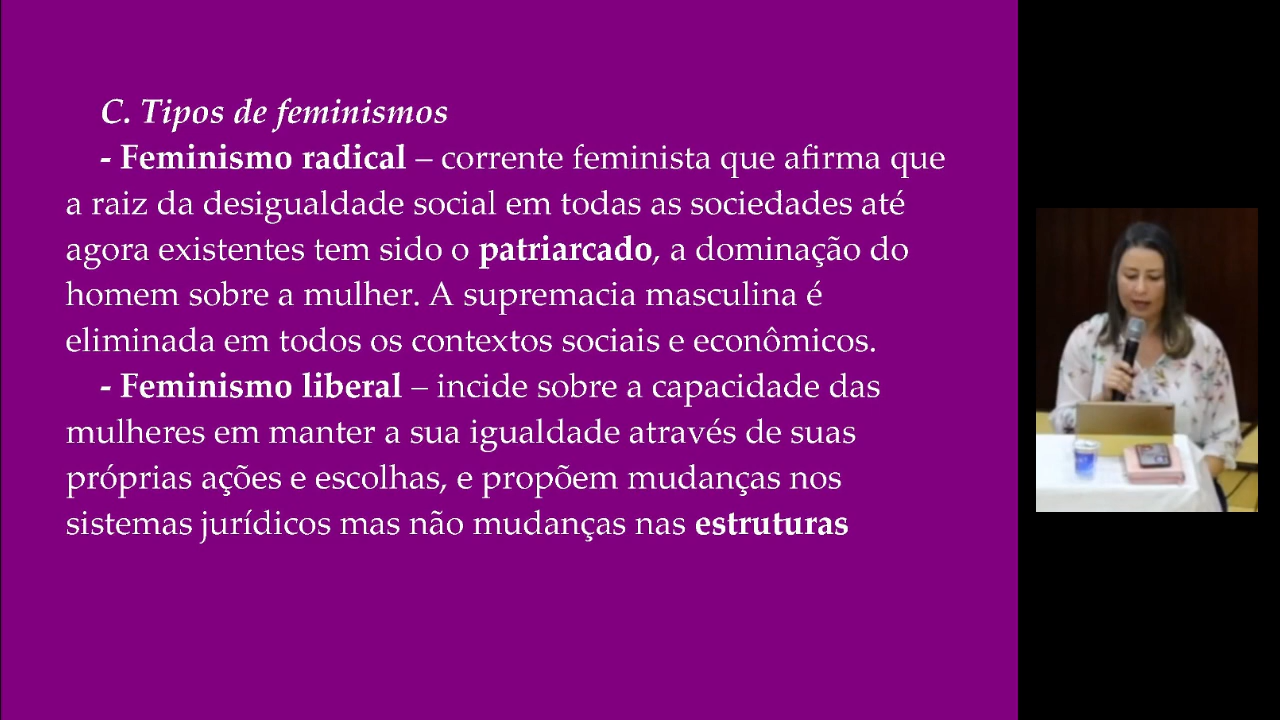 C. Tipos de feminismos
- Feminismo radical – corrente feminista que afirma que
a raiz da desigualdade social em todas as sociedades até
agora existentes tem sido o patriarcado, a dominação do
homem sobre a mulher. A supremacia masculina é
eliminada em todos os contextos sociais e econômicos.
- Feminismo liberal – incide sobre a capacidade das
mulheres em manter a sua igualdade através de suas
próprias ações e escolhas, e propõem mudanças nos
sistemas jurídicos mas não mudanças nas estruturas